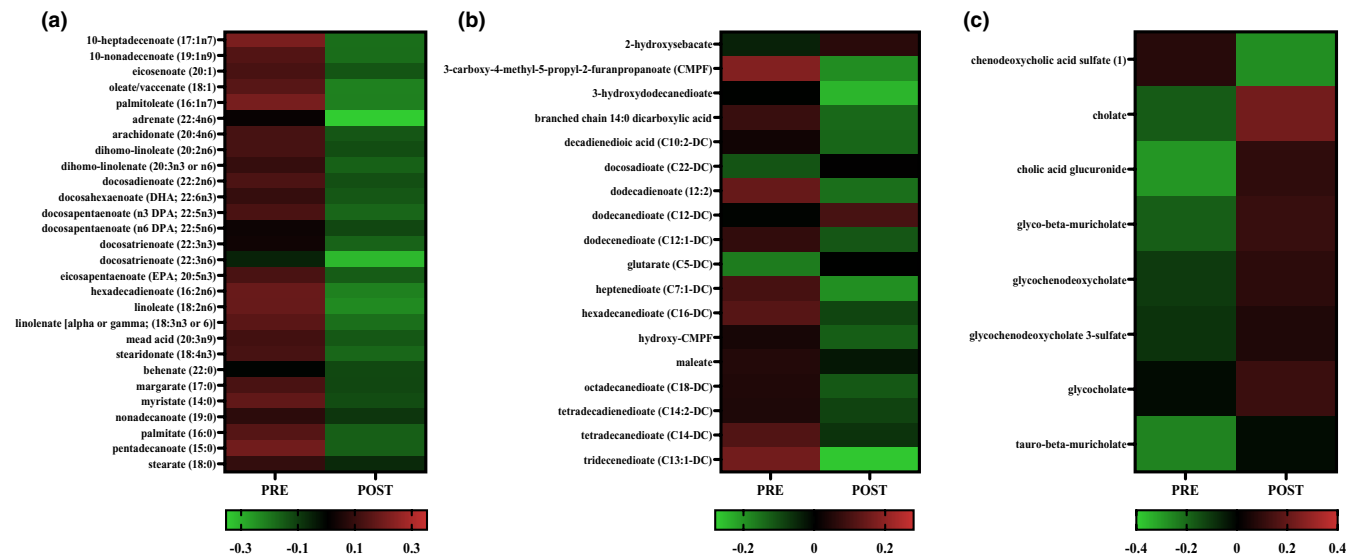 (a)
10-heptadecenoate (17:1n7)
10-nonadecenoate (19:1n9)
eicosenoate (20:1)
oleate/vaccenate (18:1)
palmitoleate (16:1n7)
adrenate (22:4n6)
arachidonate (20:4n6)
dihomo-linoleate (20:2n6)
dihomo-linolenate (20:3n3 or n6)
docosadienoate (22:2n6)
docosahexaenoate (DHA; 22:6n3)
docosapentaenoate (n3 DPA; 22:5n3)
docosapentaenoate (n6 DPA; 22:5n6)
docosatrienoate (22:3n3)
docosatrienoate (22:3n6)
eicosapentaenoate (EPA; 20:5n3)
hexadecadienoate (16:2n6)
linoleate (18:2n6)
linolenate [alpha or gamma; (18:3n3 or 6)]
mead acid (20:3n9)
stearidonate (18:4n3)
behenate (22:0)
margarate (17:0)
myristate (14:0)
nonadecanoate (19:0)
palmitate (16:0)
pentadecanoate (15:0)
stearate (18:0)
PRE POST
-0.3 -0.1 0.1 0.3
(b)
2-hydroxysebacate
3-carboxy-4-methyl-5-propyl-2-furanpropanoate (CMPF)
3-hydroxydodecanedioate
branched chain 14:0 dicarboxylic acid
decadienedioic acid (C10:2-DC)
docosadioate (C22-DC)
dodecadienoate (12:2)
dodecanedioate (C12-DC)
dodecenedioate (C12:1-DC)
glutarate (C5-DC)
heptenedioate (C7:1-DC)
hexadecanedioate (C16-DC)
hydroxy-CMPF
maleate
octadecanedioate (C18-DC)
tetradecadienedioate (C14:2-DC)
tetradecanedioate (C14-DC)
tridecenedioate (C13:1-DC)
PRE POST
-0.2 0 0.2
(c)
chenodeoxycholic acid sulfate (1)
cholate
cholic acid glucuronide
glyco-beta-muricholate
glycochenodeoxycholate
glycochenodeoxycholate 3-sulfate
glycocholate
tauro-beta-muricholate
PRE POST
-0.4 -0.2 0 0.2 0.4